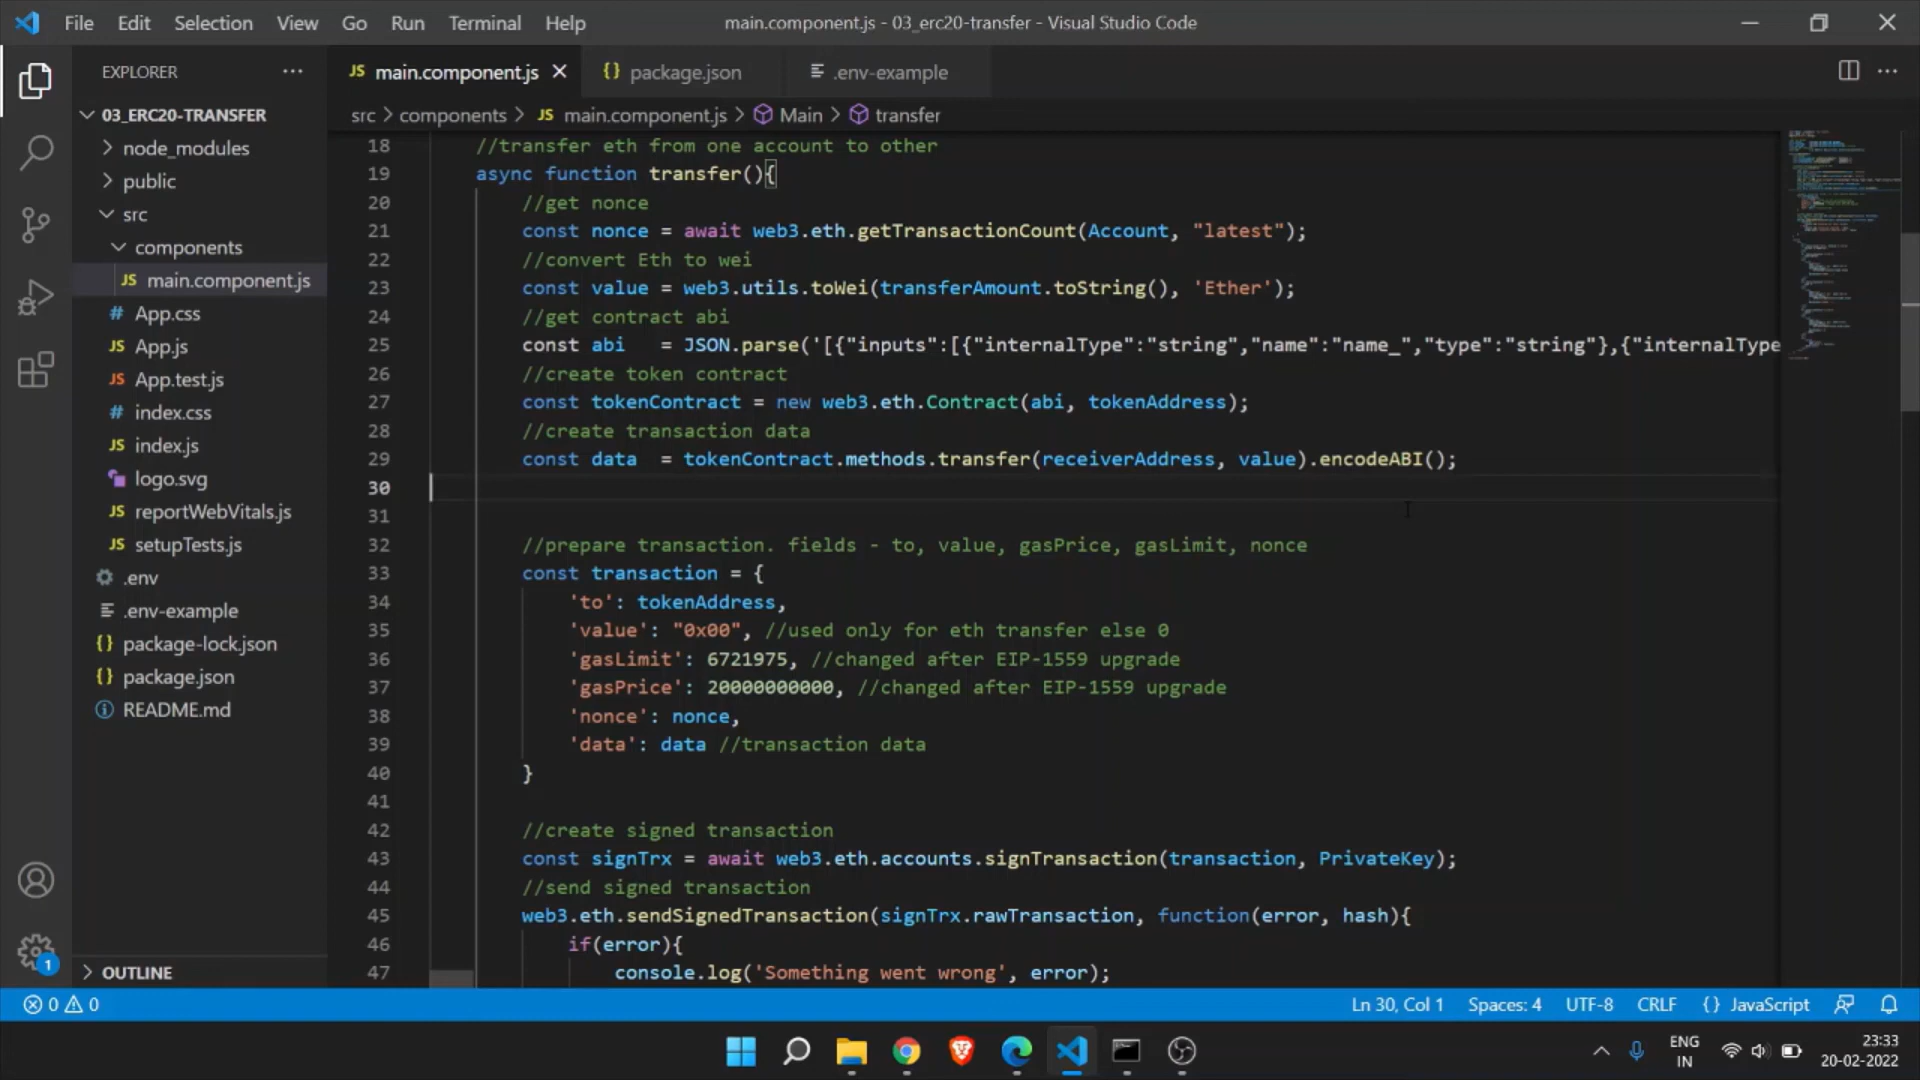 File Edit Selection View Go Run Terminal Help
main.component.js - 03_erc20-transfer - Visual Studio Code
EXPLORER
JS main.component.js
{} package.json
.env-example
03_ERC20-TRANSFER
node_modules
public
src
components
JS main.component.js
# App.css
JS App.js
JS App.test.js
# index.css
JS index.js
logo.svg
JS reportWebVitals.js
JS setupTests.js
.env
.env-example
{} package-lock.json
{} package.json
README.md
OUTLINE
src > components > JS main.component.js > Main > transfer
18 //transfer eth from one account to other
19 async function transfer(){
20 //get nonce
21 const nonce = await web3.eth.getTransactionCount(Account, "latest");
22 //convert Eth to wei
23 const value = web3.utils.toWei(transferAmount.toString(), 'Ether');
24 //get contract abi
25 const abi = JSON.parse('[{"inputs":[{"internalType":"string","name":"name_","type":"string"},{"internalType
26 //create token contract
27 const tokenContract = new web3.eth.Contract(abi, tokenAddress);
28 //create transaction data
29 const data = tokenContract.methods.transfer(receiverAddress, value).encodeABI();
30
31
32 //prepare transaction. fields - to, value, gasPrice, gasLimit, nonce
33 const transaction = {
34 'to': tokenAddress,
35 'value': "0x00", //used only for eth transfer else 0
36 'gasLimit': 6721975, //changed after EIP-1559 upgrade
37 'gasPrice': 20000000000, //changed after EIP-1559 upgrade
38 'nonce': nonce,
39 'data': data //transaction data
40 }
41
42 //create signed transaction
43 const signTrx = await web3.eth.accounts.signTransaction(transaction, PrivateKey);
44 //send signed transaction
45 web3.eth.sendSignedTransaction(signTrx.rawTransaction, function(error, hash){
46 if(error){
47 console.log('Something went wrong', error);
1
0 0
Ln 30, Col 1 Spaces: 4 UTF-8 CRLF {} JavaScript
ENG
IN
23:33
20-02-2022